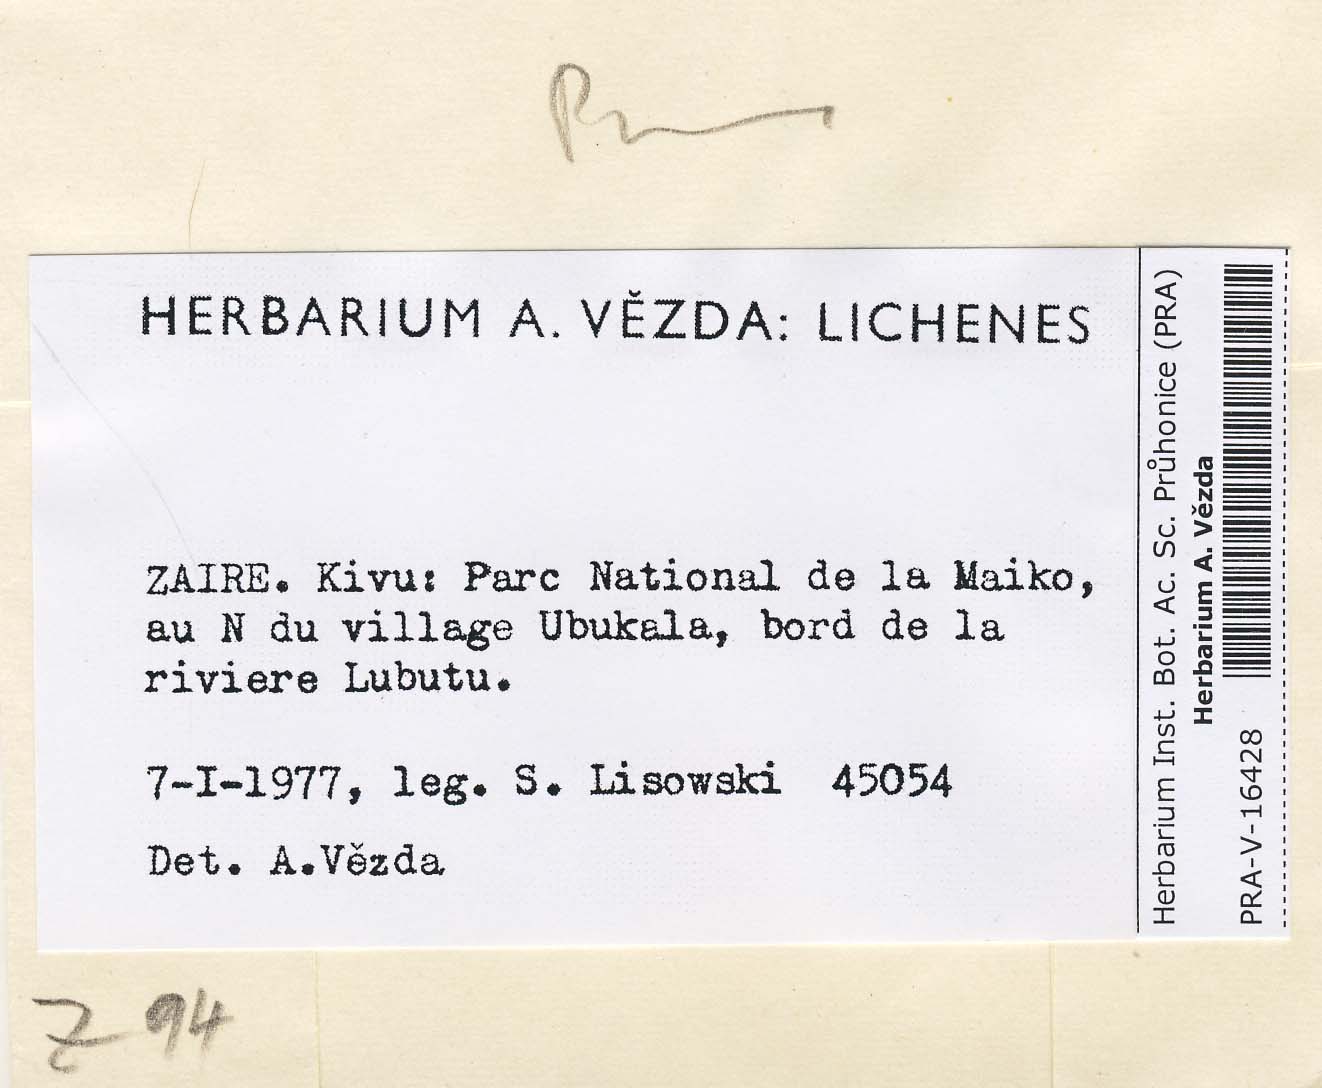 HERBARIUM A. VĚZDA: LICHENES
ZAIRE. Kivu: Parc National de la Maiko,
au N du village Ubukala, bord de la
riviere Lubutu.
7-I-1977, leg. S. Lisowski 45054
Det. A.Vězda
Herbarium Inst. Bot. Ac. Sc. Průhonice (PRA)
Herbarium A. Vězda
PRA-V-16428
Z 94